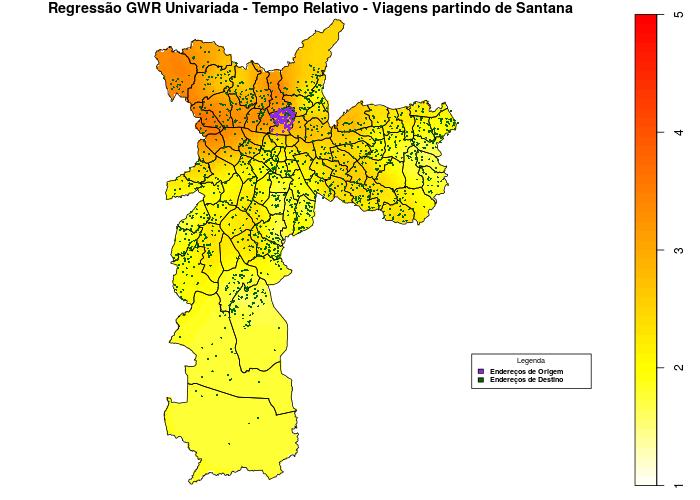 Regressão GWR Univariada - Tempo Relativo - Viagens partindo de Santana
5
4
3
2
1
Legenda
Endereços de Origem
Endereços de Destino